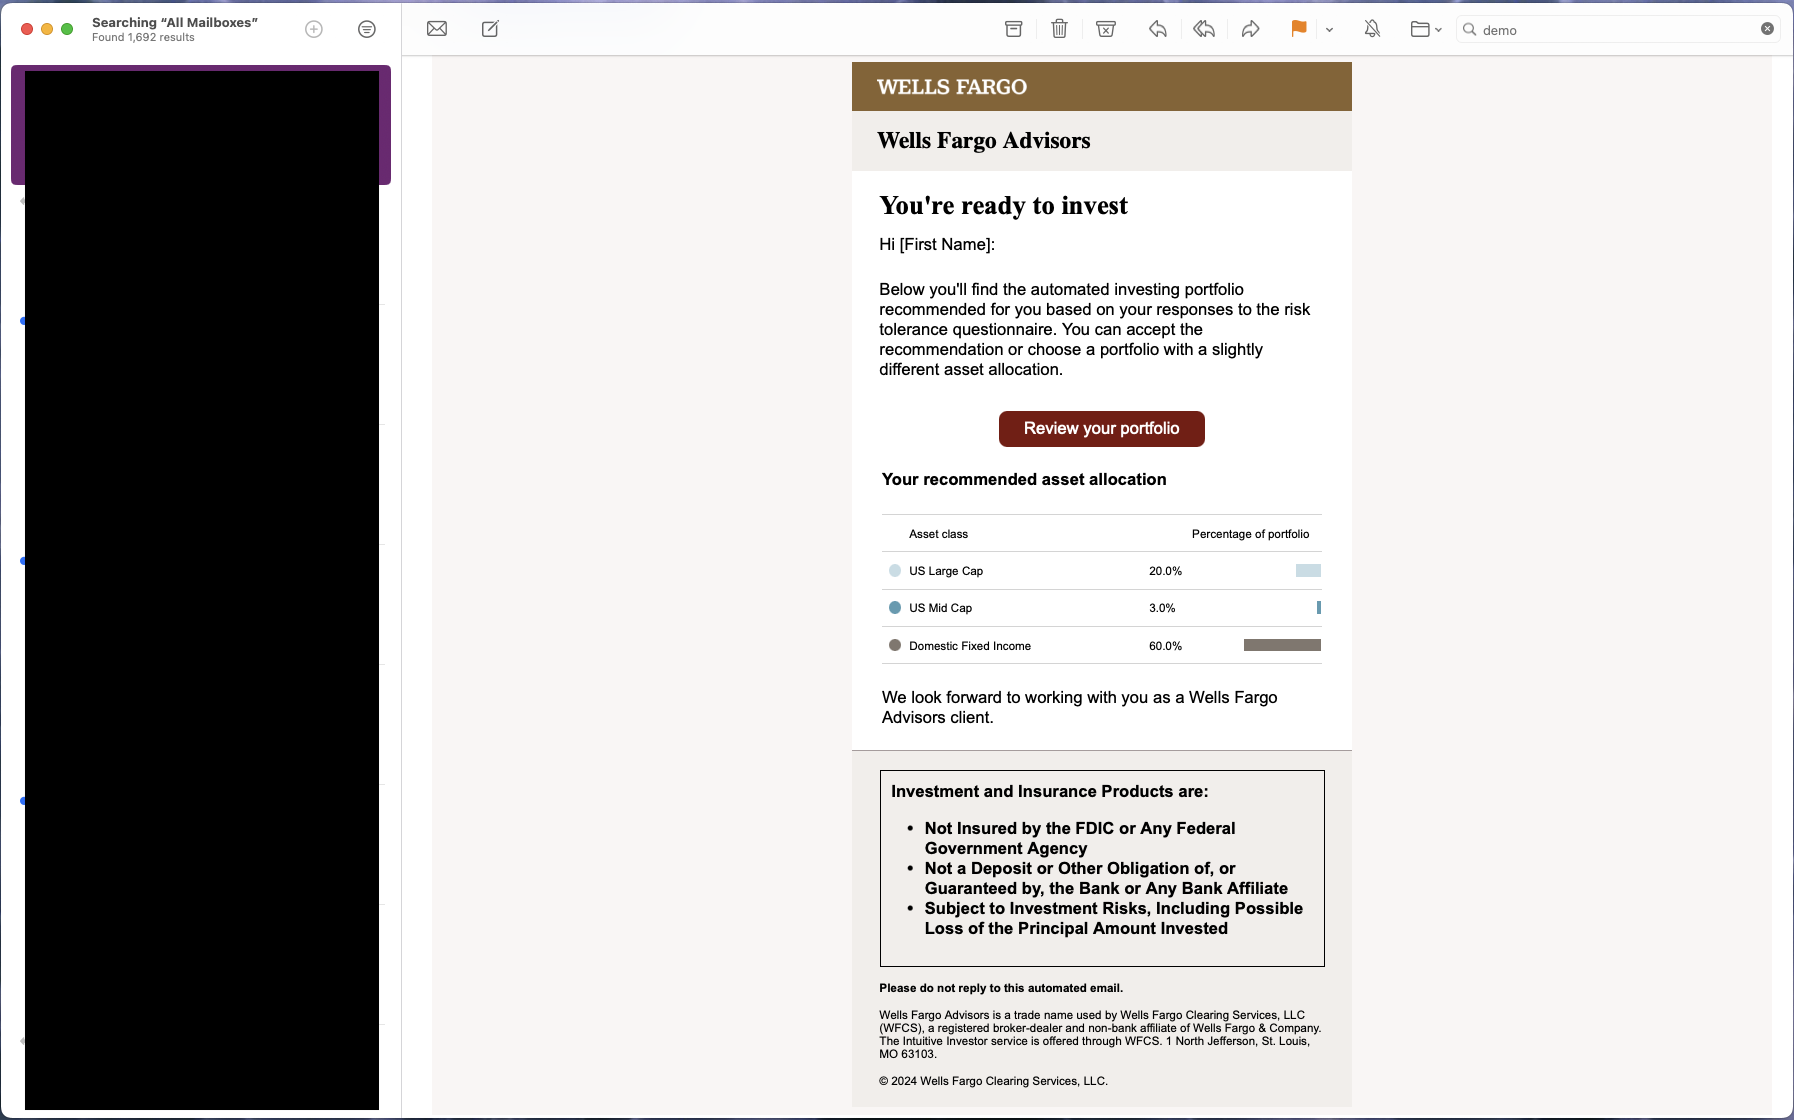 Searching “All Mailboxes”
Found 1,692 results
demo
WELLS FARGO
Wells Fargo Advisors
You're ready to invest
Hi [First Name]:
Below you'll find the automated investing portfolio
recommended for you based on your responses to the risk
tolerance questionnaire. You can accept the
recommendation or choose a portfolio with a slightly
different asset allocation.
Review your portfolio
Your recommended asset allocation
Asset class Percentage of portfolio
US Large Cap 20.0%
US Mid Cap 3.0%
Domestic Fixed Income 60.0%
We look forward to working with you as a Wells Fargo
Advisors client.
Investment and Insurance Products are:
• Not Insured by the FDIC or Any Federal
Government Agency
• Not a Deposit or Other Obligation of, or
Guaranteed by, the Bank or Any Bank Affiliate
• Subject to Investment Risks, Including Possible
Loss of the Principal Amount Invested
Please do not reply to this automated email.
Wells Fargo Advisors is a trade name used by Wells Fargo Clearing Services, LLC
(WFCS), a registered broker-dealer and non-bank affiliate of Wells Fargo & Company.
The Intuitive Investor service is offered through WFCS. 1 North Jefferson, St. Louis,
MO 63103.
© 2024 Wells Fargo Clearing Services, LLC.